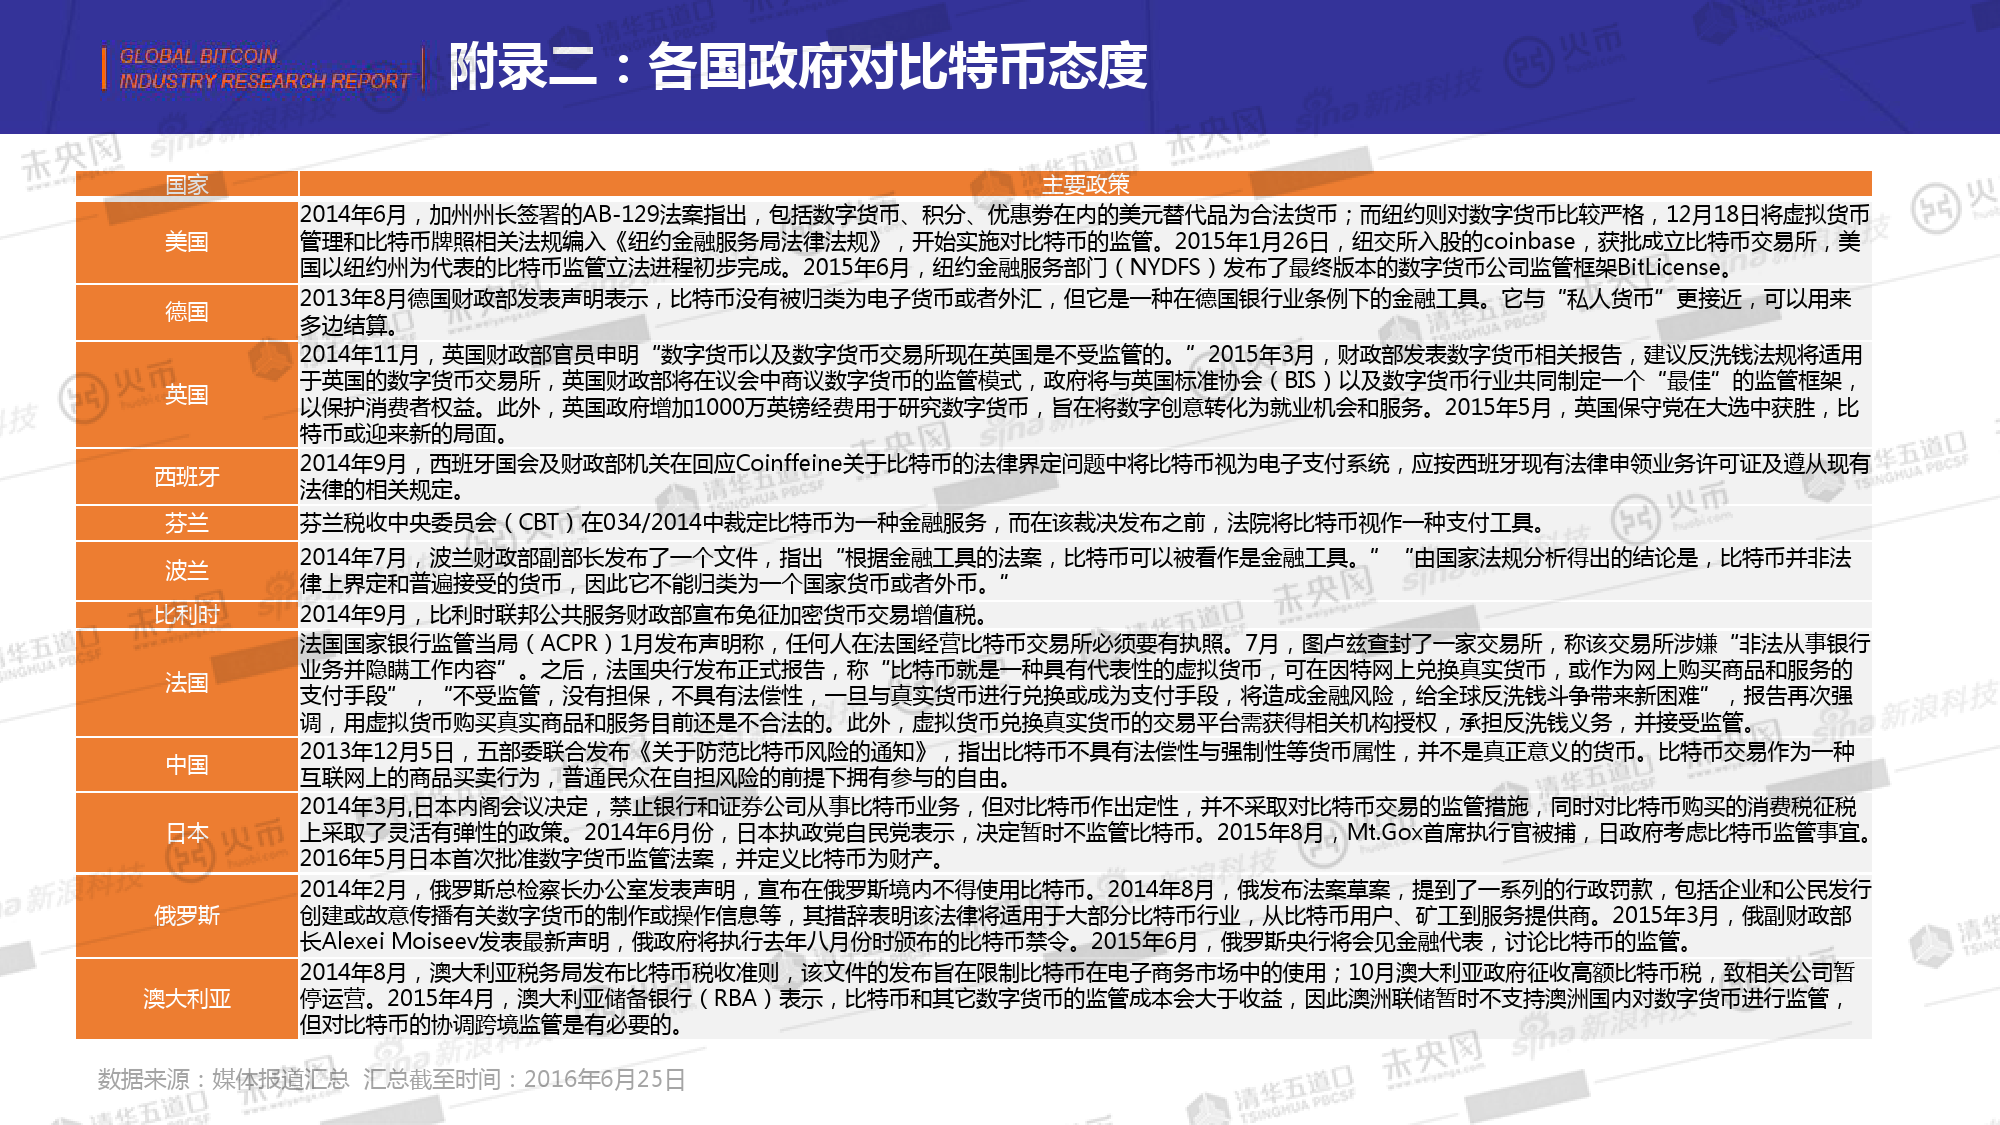 GLOBAL BITCOIN
INDUSTRY RESEARCH REPORT
附录二：各国政府对比特币态度
国家
主要政策
美国
2014年6月，加州州长签署的AB-129法案指出，包括数字货币、积分、优惠券在内的美元替代品为合法货币；而纽约则对数字货币比较严格，12月18日将虚拟货币
管理和比特币牌照相关法规编入《纽约金融服务局法律法规》，开始实施对比特币的监管。2015年1月26日，纽交所入股的coinbase，获批成立比特币交易所，美
国以纽约州为代表的比特币监管立法进程初步完成。2015年6月，纽约金融服务部门（NYDFS）发布了最终版本的数字货币公司监管框架BitLicense。
德国
2013年8月德国财政部发表声明表示，比特币没有被归类为电子货币或者外汇，但它是一种在德国银行业条例下的金融工具。它与“私人货币”更接近，可以用来
多边结算。
英国
2014年11月，英国财政部官员申明“数字货币以及数字货币交易所现在英国是不受监管的。”2015年3月，财政部发表数字货币相关报告，建议反洗钱法规将适用
于英国的数字货币交易所，英国财政部将在议会中商议数字货币的监管模式，政府将与英国标准协会（BIS）以及数字货币行业共同制定一个“最佳”的监管框架，
以保护消费者权益。此外，英国政府增加1000万英镑经费用于研究数字货币，旨在将数字创意转化为就业机会和服务。2015年5月，英国保守党在大选中获胜，比
特币或迎来新的局面。
西班牙
2014年9月，西班牙国会及财政部机关在回应Coinffeine关于比特币的法律界定问题中将比特币视为电子支付系统，应按西班牙现有法律申领业务许可证及遵从现有
法律的相关规定。
芬兰
芬兰税收中央委员会（CBT）在034/2014中裁定比特币为一种金融服务，而在该裁决发布之前，法院将比特币视作一种支付工具。
波兰
2014年7月，波兰财政部副部长发布了一个文件，指出“根据金融工具的法案，比特币可以被看作是金融工具。”“由国家法规分析得出的结论是，比特币并非法
律上界定和普遍接受的货币，因此它不能归类为一个国家货币或者外币。”
比利时
2014年9月，比利时联邦公共服务财政部宣布免征加密货币交易增值税。
法国
法国国家银行监管当局（ACPR）1月发布声明称，任何人在法国经营比特币交易所必须要有执照。7月，图卢兹查封了一家交易所，称该交易所涉嫌“非法从事银行
业务并隐瞒工作内容”。之后，法国央行发布正式报告，称“比特币就是一种具有代表性的虚拟货币，可在因特网上兑换真实货币，或作为网上购买商品和服务的
支付手段”，“不受监管，没有担保，不具有法偿性，一旦与真实货币进行兑换或成为支付手段，将造成金融风险，给全球反洗钱斗争带来新困难”，报告再次强
调，用虚拟货币购买真实商品和服务目前还是不合法的。此外，虚拟货币兑换真实货币的交易平台需获得相关机构授权，承担反洗钱义务，并接受监管。
中国
2013年12月5日，五部委联合发布《关于防范比特币风险的通知》，指出比特币不具有法偿性与强制性等货币属性，并不是真正意义的货币。比特币交易作为一种
互联网上的商品买卖行为，普通民众在自担风险的前提下拥有参与的自由。
日本
2014年3月,日本内阁会议决定，禁止银行和证券公司从事比特币业务，但对比特币作出定性，并不采取对比特币交易的监管措施，同时对比特币购买的消费税征税
上采取了灵活有弹性的政策。2014年6月份，日本执政党自民党表示，决定暂时不监管比特币。2015年8月，Mt.Gox首席执行官被捕，日政府考虑比特币监管事宜。
2016年5月日本首次批准数字货币监管法案，并定义比特币为财产。
俄罗斯
2014年2月，俄罗斯总检察长办公室发表声明，宣布在俄罗斯境内不得使用比特币。2014年8月，俄发布法案草案，提到了一系列的行政罚款，包括企业和公民发行
创建或故意传播有关数字货币的制作或操作信息等，其措辞表明该法律将适用于大部分比特币行业，从比特币用户、矿工到服务提供商。2015年3月，俄副财政部
长Alexei Moiseev发表最新声明，俄政府将执行去年八月份时颁布的比特币禁令。2015年6月，俄罗斯央行将会见金融代表，讨论比特币的监管。
澳大利亚
2014年8月，澳大利亚税务局发布比特币税收准则，该文件的发布旨在限制比特币在电子商务市场中的使用；10月澳大利亚政府征收高额比特币税，致相关公司暂
停运营。2015年4月，澳大利亚储备银行（RBA）表示，比特币和其它数字货币的监管成本会大于收益，因此澳洲联储暂时不支持澳洲国内对数字货币进行监管，
但对比特币的协调跨境监管是有必要的。
数据来源：媒体报道汇总 汇总截至时间：2016年6月25日